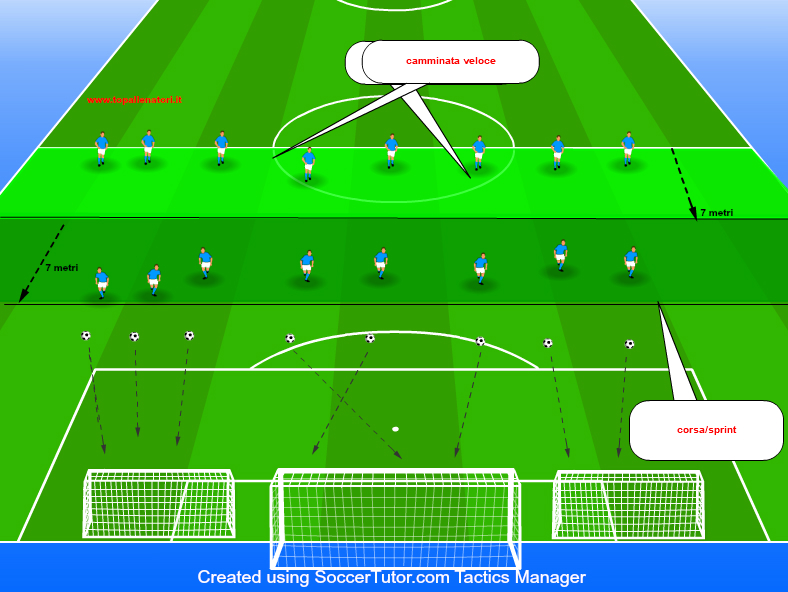 camminata veloce
www.topallenatori.it
7 metri
7 metri
corsa/sprint
Created using SoccerTutor.com Tactics Manager